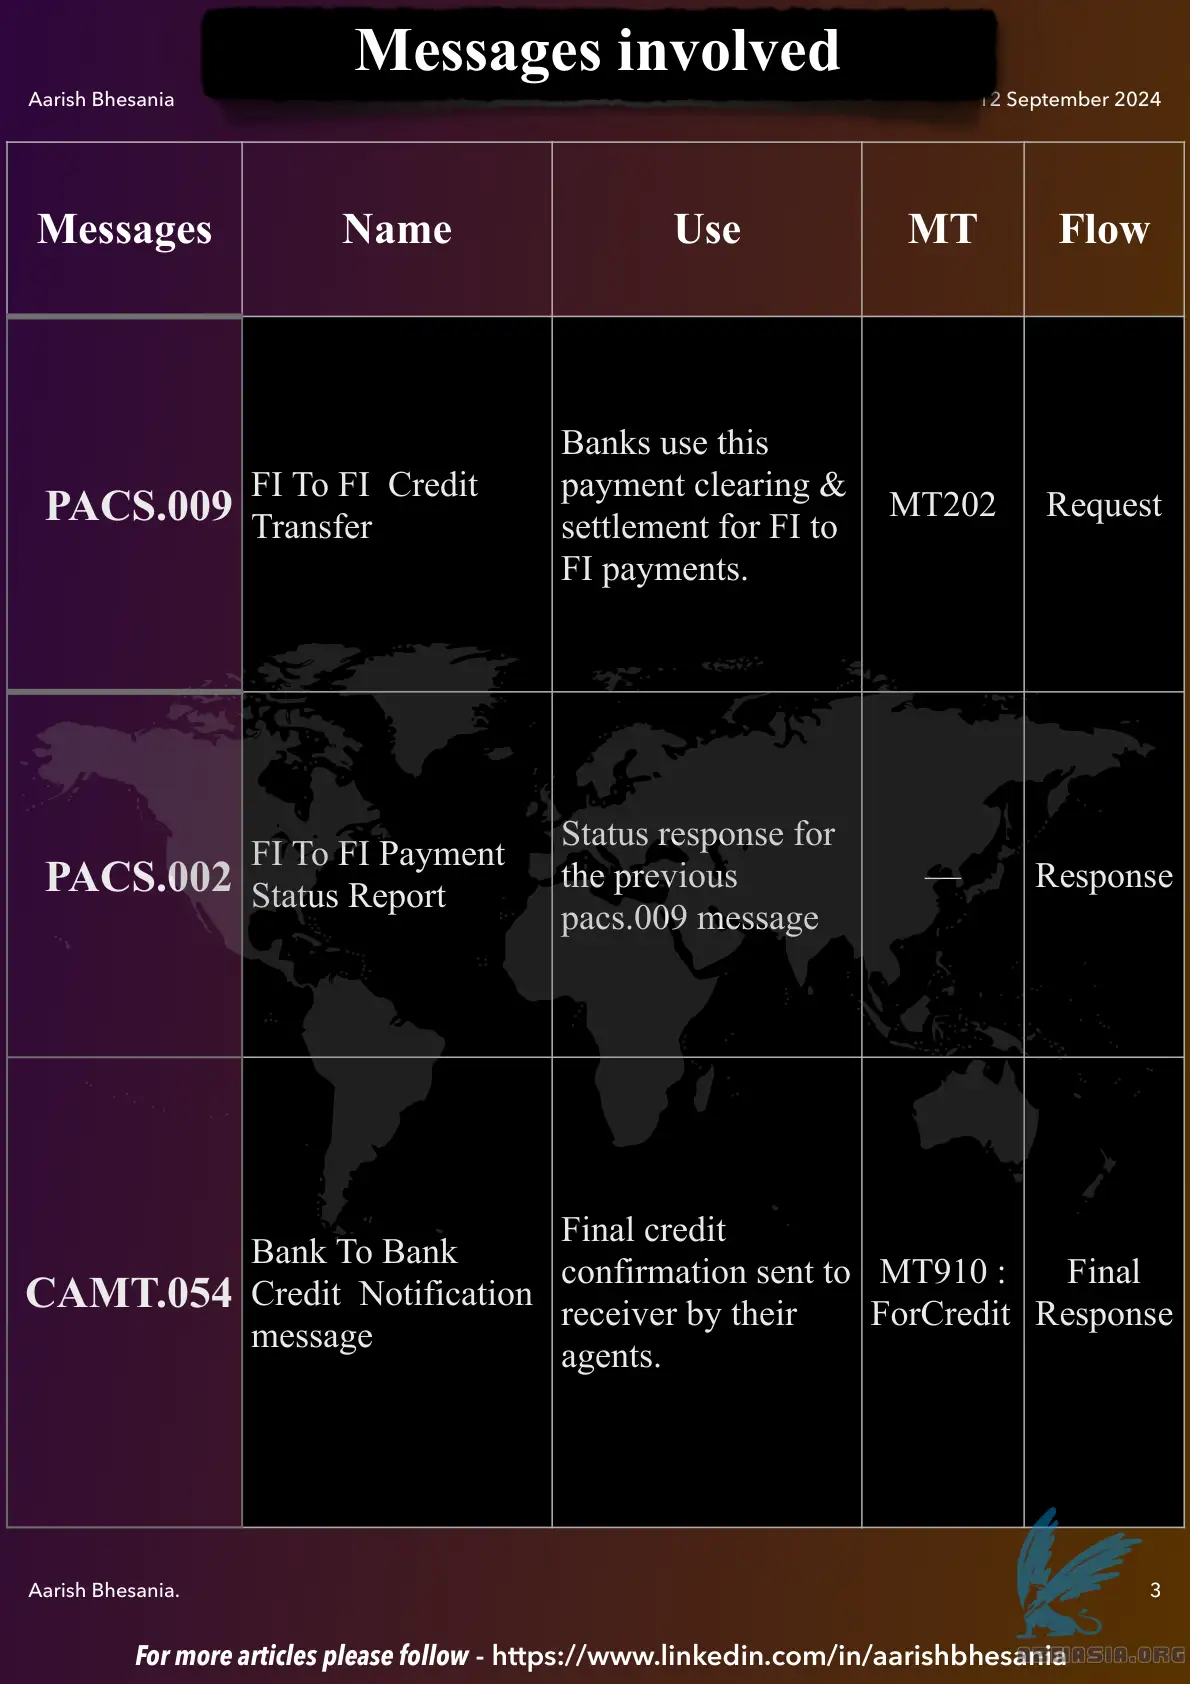 Messages involved
Aarish Bhesania
12 September 2024
Messages
Name
Use
MT
Flow
PACS.009
FI To FI Credit
Transfer
Banks use this
payment clearing &
settlement for FI to
FI payments.
MT202
Request
PACS.002
FI To FI Payment
Status Report
Status response for
the previous
pacs.009 message
—
Response
CAMT.054
Bank To Bank
Credit Notification
message
Final credit
confirmation sent to
receiver by their
agents.
MT910 :
ForCredit
Final
Response
Aarish Bhesania.
3
For more articles please follow - https://www.linkedin.com/in/aarishbhesania